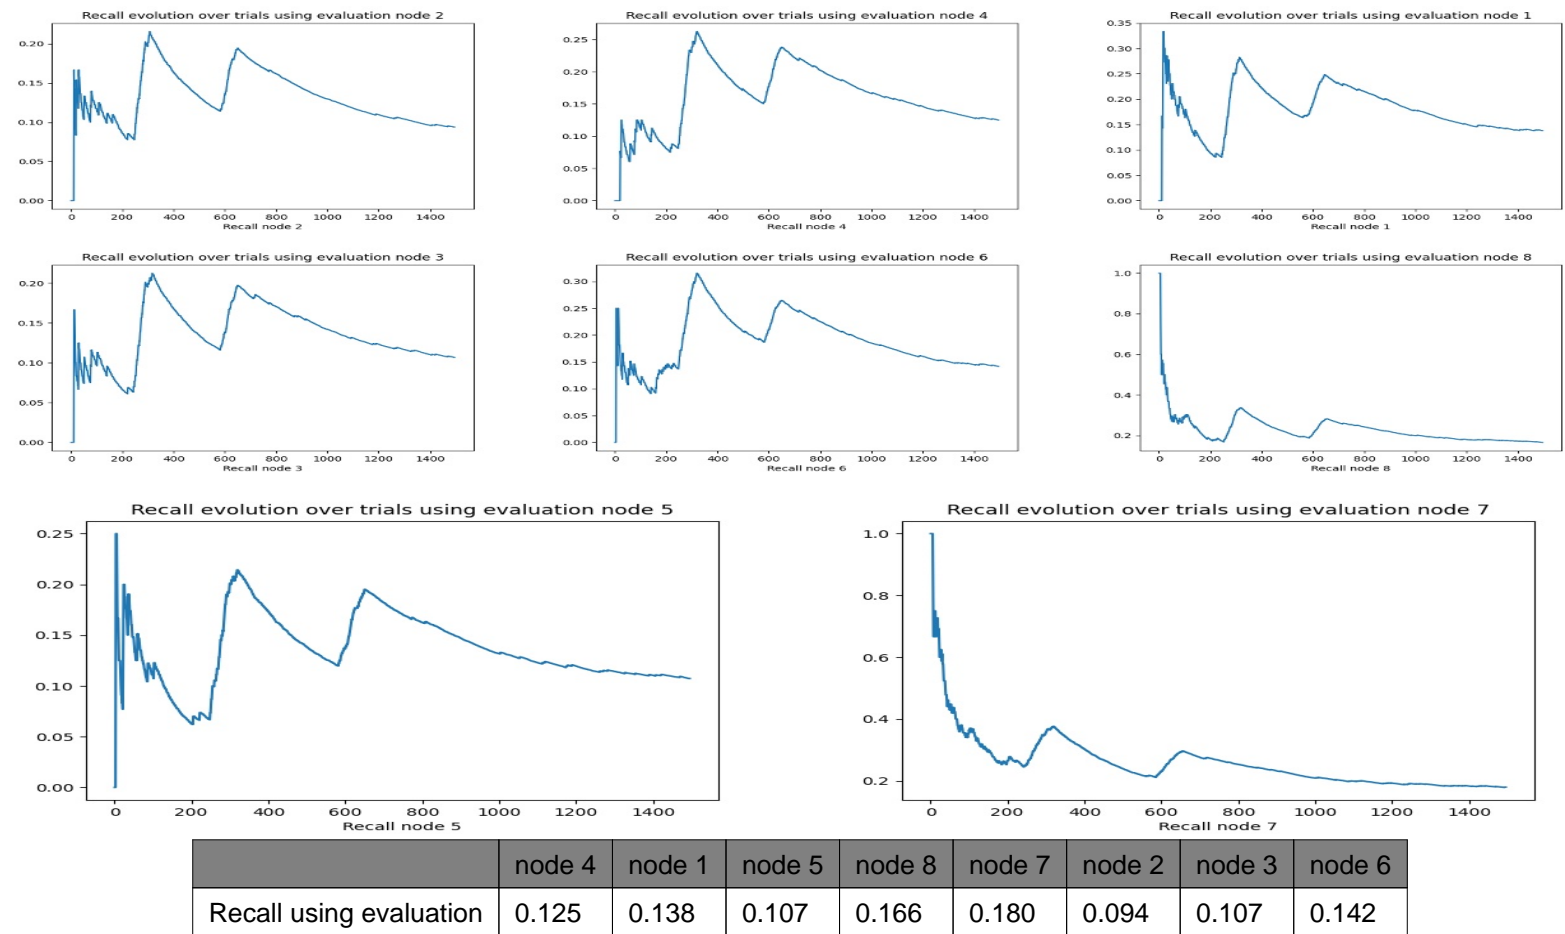 Recall evolution over trials using evaluation node 2
0.20
0.15
0.10
0.05
0.00
0 200 400 600 800 1000 1200 1400
Recall node 2
Recall evolution over trials using evaluation node 4
0.25
0.20
0.15
0.10
0.05
0.00
0 200 400 600 800 1000 1200 1400
Recall node 4
Recall evolution over trials using evaluation node 1
0.35
0.30
0.25
0.20
0.15
0.10
0.05
0.00
0 200 400 600 800 1000 1200 1400
Recall node 1
Recall evolution over trials using evaluation node 3
0.20
0.15
0.10
0.05
0.00
0 200 400 600 800 1000 1200 1400
Recall node 3
Recall evolution over trials using evaluation node 6
0.30
0.25
0.20
0.15
0.10
0.05
0.00
0 200 400 600 800 1000 1200 1400
Recall node 6
Recall evolution over trials using evaluation node 8
1.0
0.8
0.6
0.4
0.2
0 200 400 600 800 1000 1200 1400
Recall node 8
Recall evolution over trials using evaluation node 5
0.25
0.20
0.15
0.10
0.05
0.00
0 200 400 600 800 1000 1200 1400
Recall node 5
Recall evolution over trials using evaluation node 7
1.0
0.8
0.6
0.4
0.2
0 200 400 600 800 1000 1200 1400
Recall node 7
node 4 node 1 node 5 node 8 node 7 node 2 node 3 node 6
Recall using evaluation 0.125 0.138 0.107 0.166 0.180 0.094 0.107 0.142